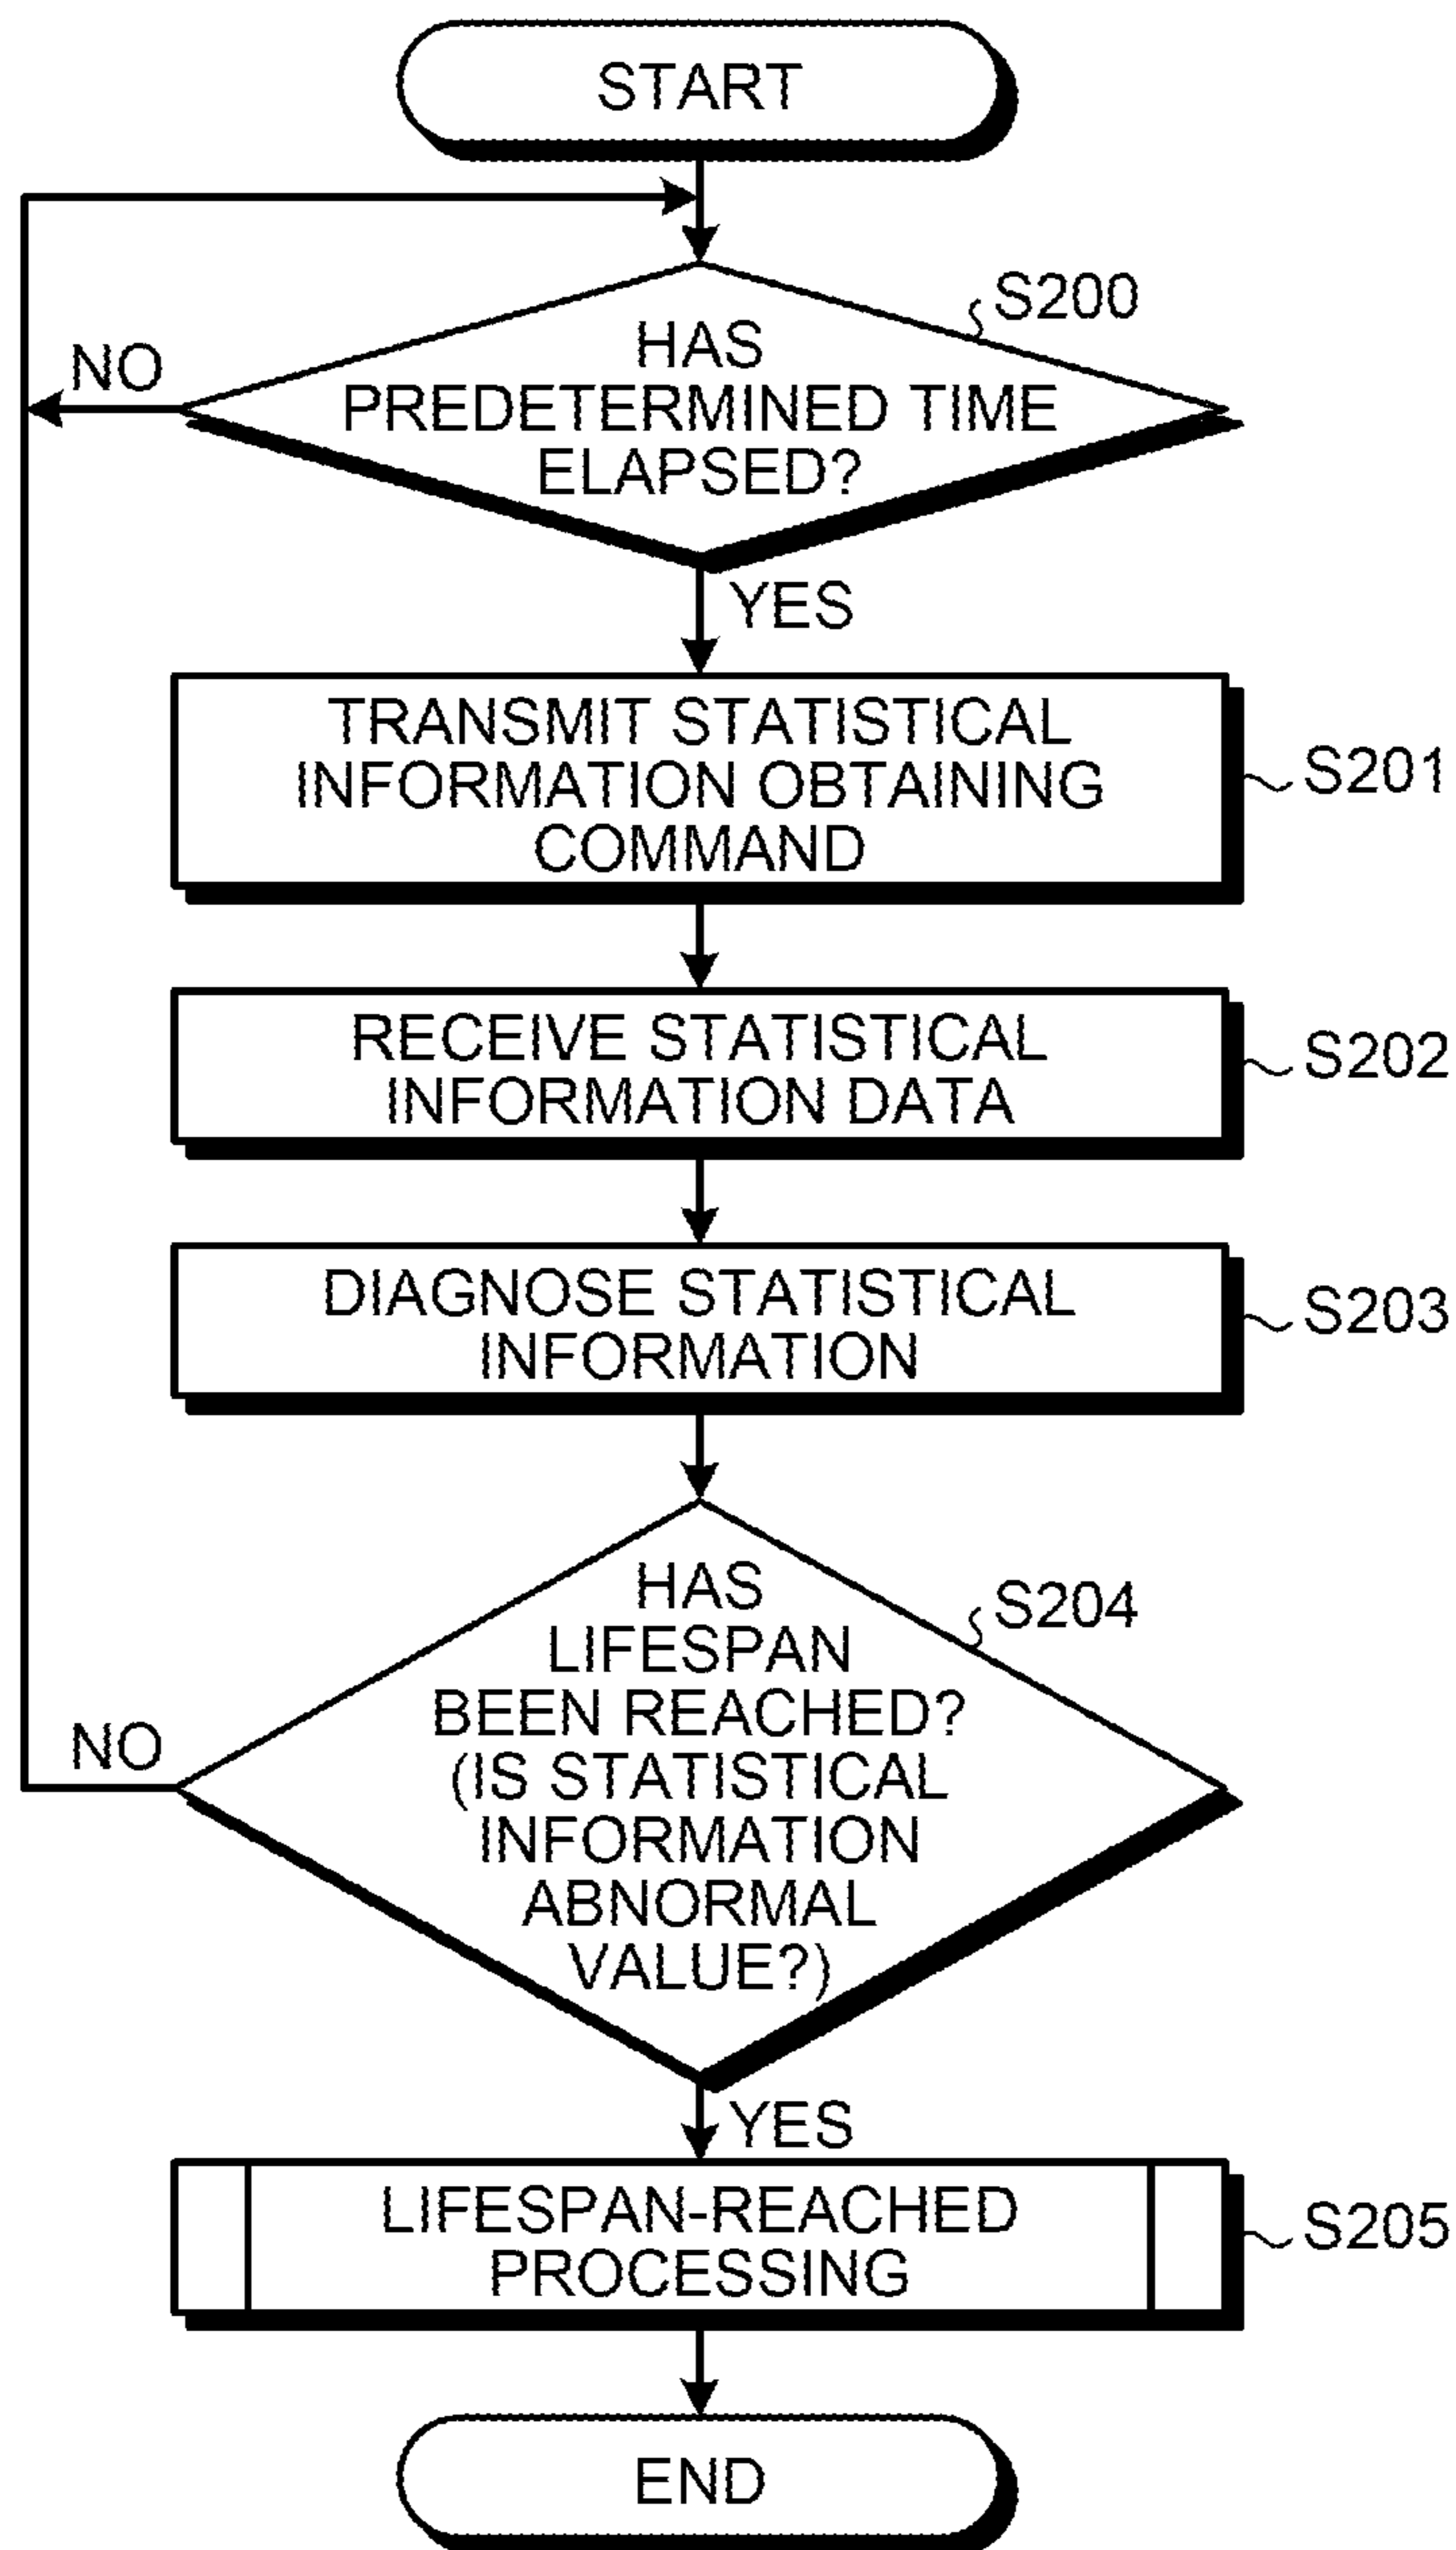 START
S200
HAS
NO
PREDETERMINED TIME
ELAPSED?
YES
TRANSMIT STATISTICAL
INFORMATION OBTAINING
COMMAND
S201
RECEIVE STATISTICAL
INFORMATION DATA
S202
DIAGNOSE STATISTICAL
INFORMATION
S203
HAS
S204
LIFESPAN
BEEN REACHED?
NO
(IS STATISTICAL
INFORMATION
ABNORMAL
VALUE?)
YES
LIFESPAN-REACHED
PROCESSING
S205
END